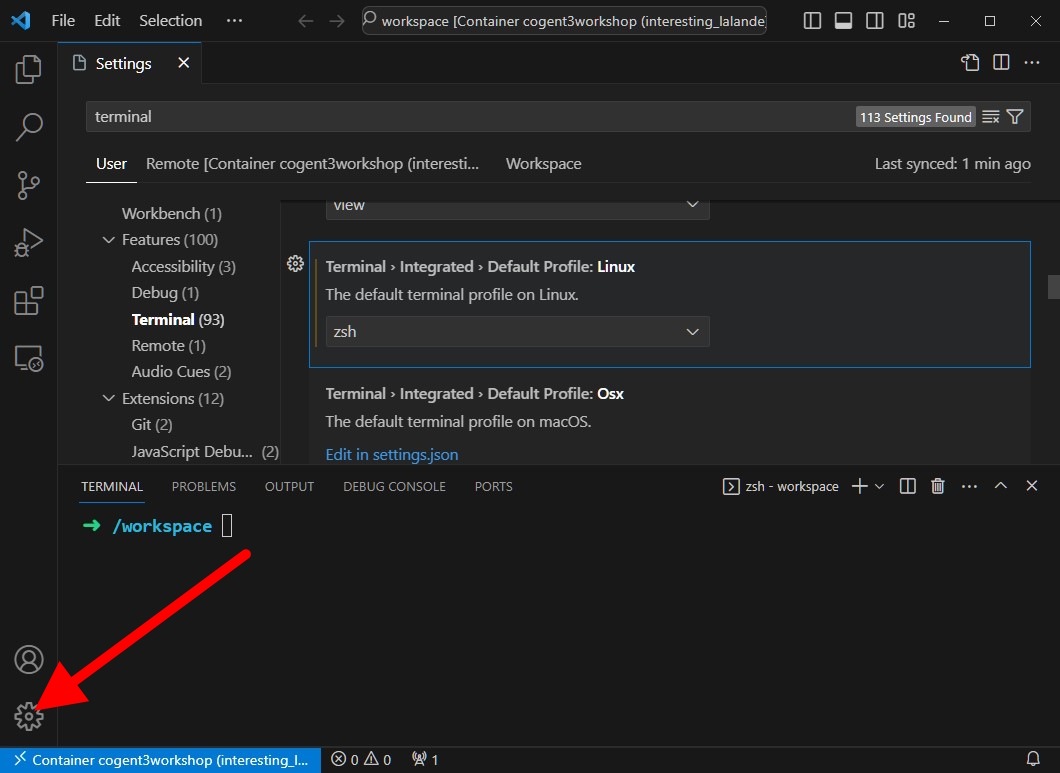 File Edit Selection ···
workspace [Container cogent3workshop (interesting_lalande
Settings
terminal
113 Settings Found
User Remote [Container cogent3workshop (interesti... Workspace Last synced: 1 min ago
Workbench (1)
Features (100)
Accessibility (3)
Debug (1)
Terminal (93)
Remote (1)
Audio Cues (2)
Extensions (12)
Git (2)
JavaScript Debu... (2)
view
Terminal › Integrated › Default Profile: Linux
The default terminal profile on Linux.
zsh
Terminal › Integrated › Default Profile: Osx
The default terminal profile on macOS.
Edit in settings.json
TERMINAL PROBLEMS OUTPUT DEBUG CONSOLE PORTS
zsh - workspace
➜ /workspace
Container cogent3workshop (interesting_l... 0 0 1